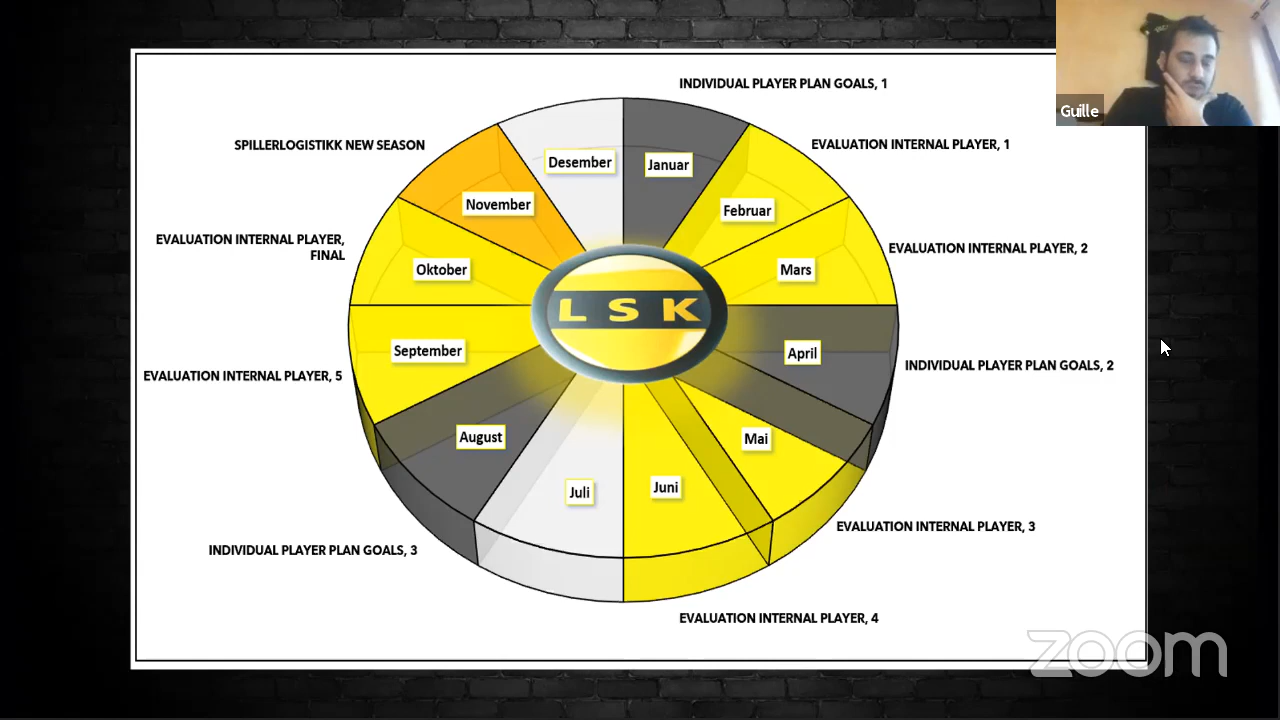 INDIVIDUAL PLAYER PLAN GOALS, 1
Guille
SPILLERLOGISTIKK NEW SEASON
EVALUATION INTERNAL PLAYER, 1
Desember
Januar
November
Februar
EVALUATION INTERNAL PLAYER,
FINAL
EVALUATION INTERNAL PLAYER, 2
Oktober
Mars
LSK
September
April
EVALUATION INTERNAL PLAYER, 5
INDIVIDUAL PLAYER PLAN GOALS, 2
August
Mai
Juli
Juni
EVALUATION INTERNAL PLAYER, 3
INDIVIDUAL PLAYER PLAN GOALS, 3
EVALUATION INTERNAL PLAYER, 4
zoom